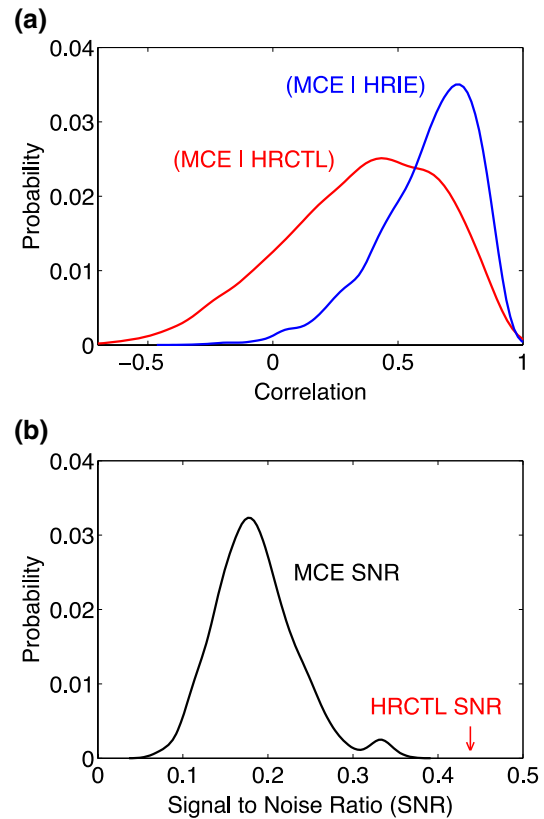 (a)
0.04
0.03
0.02
0.01
0
Probability
(MCE | HRIE)
(MCE | HRCTL)
−0.5 0 0.5 1
Correlation
(b)
0.04
0.03
0.02
0.01
0
Probability
MCE SNR
HRCTL SNR
0 0.1 0.2 0.3 0.4 0.5
Signal to Noise Ratio (SNR)